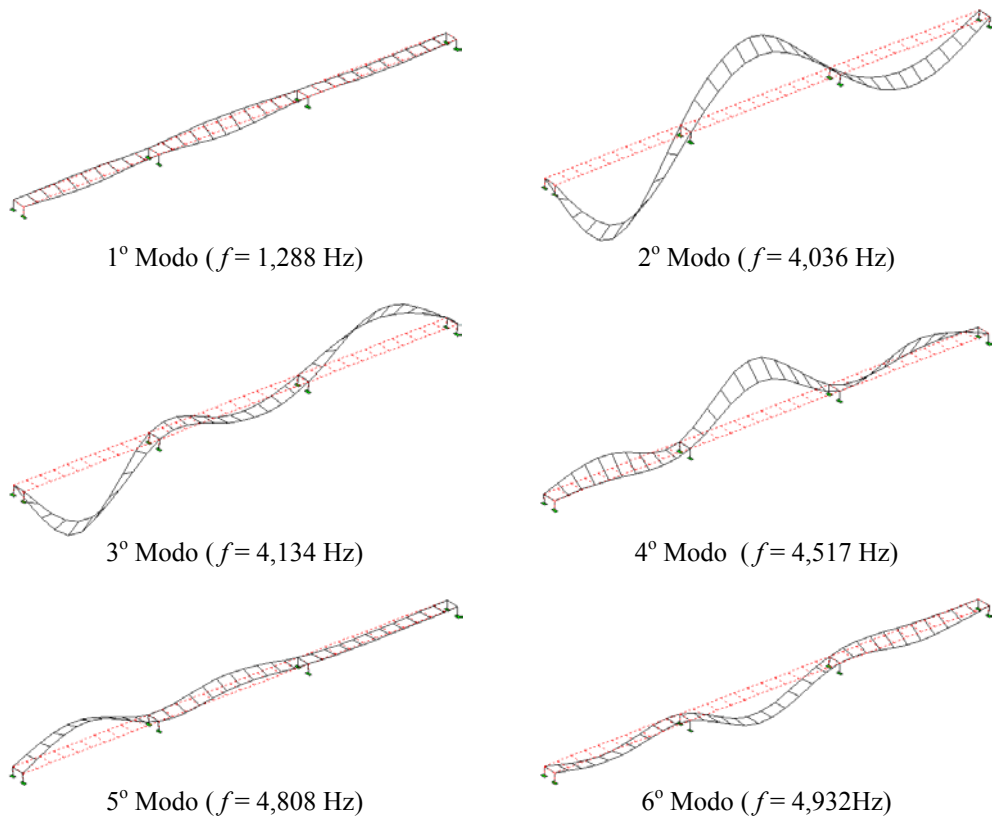 1º Modo ( f = 1,288 Hz)
2º Modo ( f = 4,036 Hz)
3º Modo ( f = 4,134 Hz)
4º Modo ( f = 4,517 Hz)
5º Modo ( f = 4,808 Hz)
6º Modo ( f = 4,932Hz)